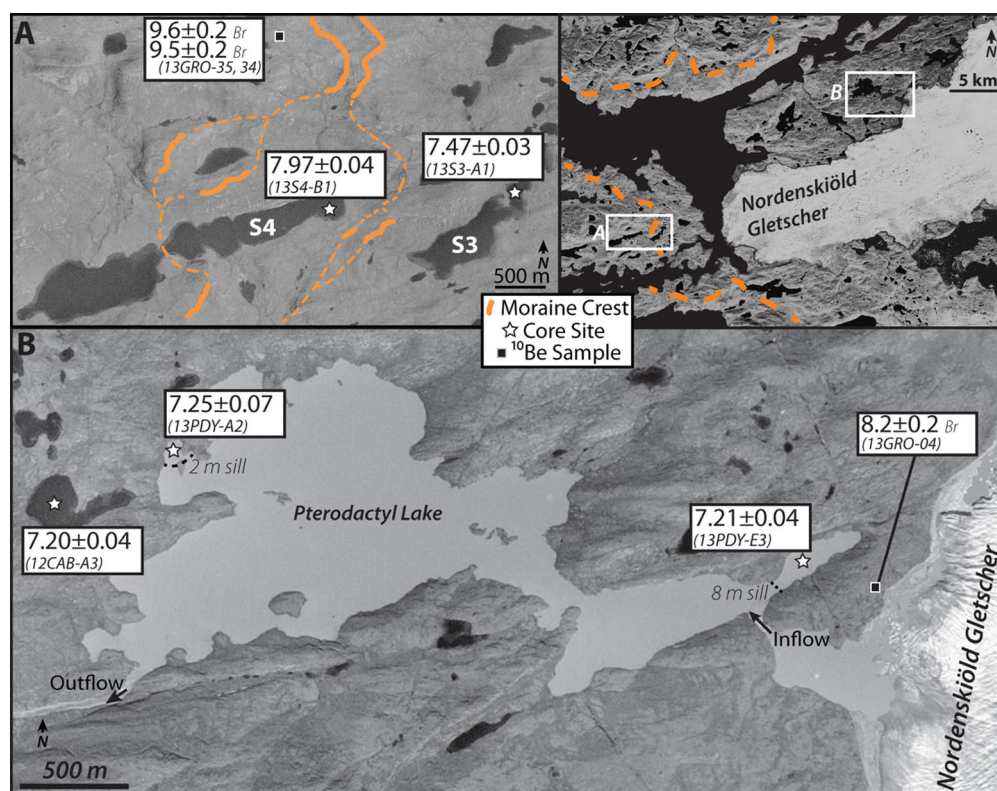 A
9.6±0.2 Br
9.5±0.2 Br
(13GRO-35, 34)
7.97±0.04
(13S4-B1)
7.47±0.03
(13S3-A1)
S4
S3
N
500 m
N
5 km
B
Nordenskiöld
Gletscher
A
Moraine Crest
Core Site
¹⁰Be Sample
B
7.25±0.07
(13PDY-A2)
2 m sill
8.2±0.2 Br
(13GRO-04)
Pterodactyl Lake
7.21±0.04
(13PDY-E3)
7.20±0.04
(12CAB-A3)
8 m sill
Inflow
Outflow
Nordenskiöld Gletscher
N
500 m